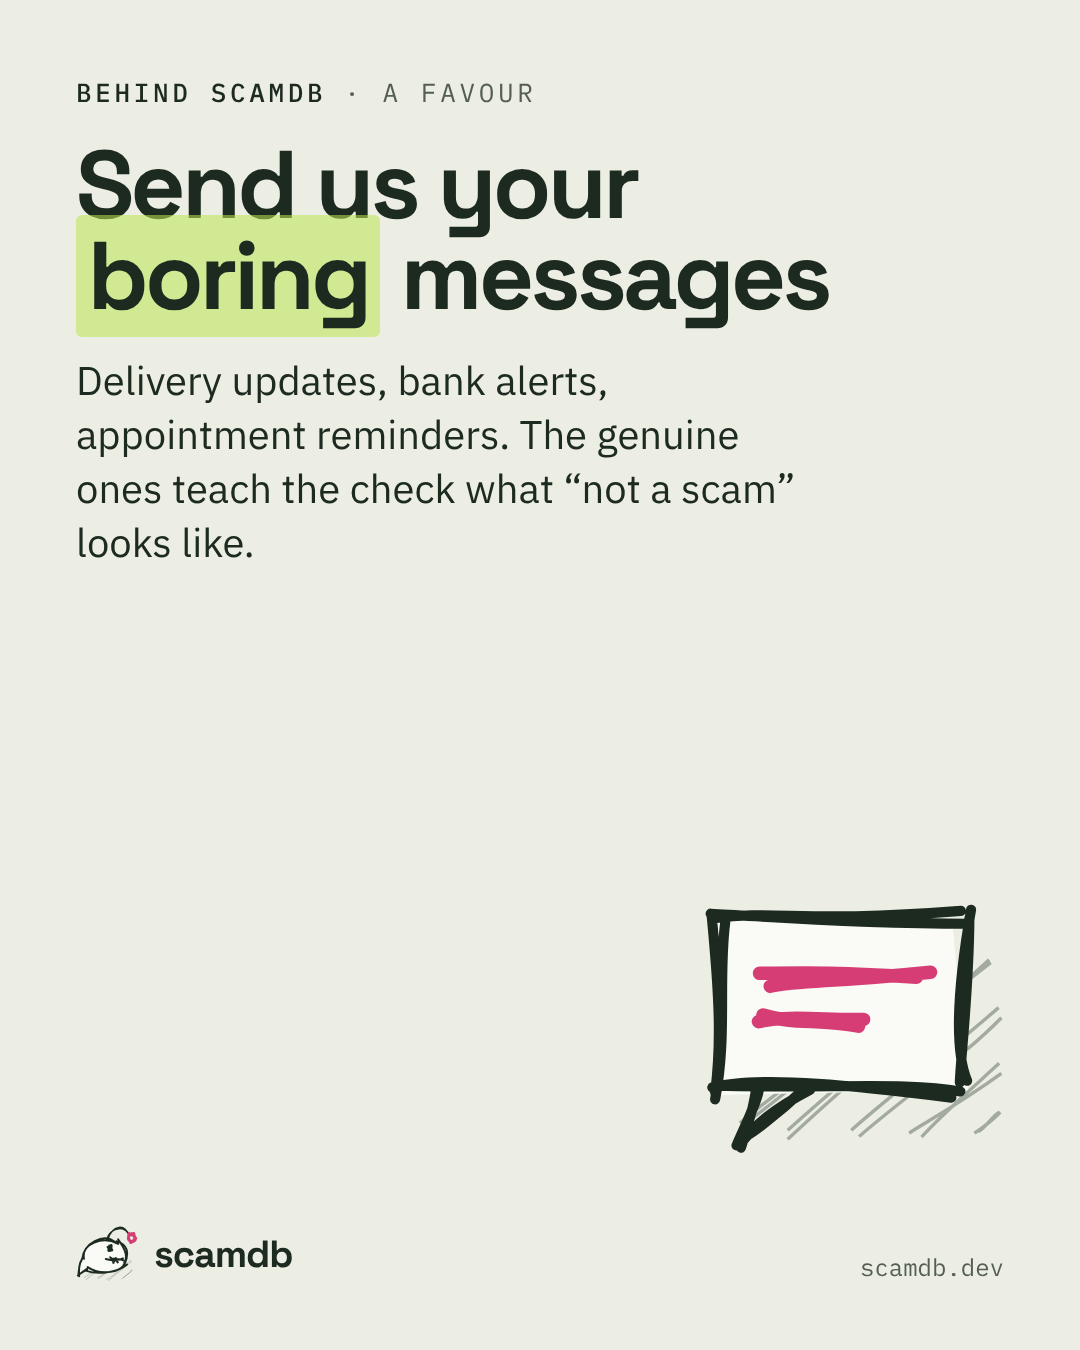 BEHIND SCAMDB · A FAVOUR
Send us your
boring messages
Delivery updates, bank alerts,
appointment reminders. The genuine
ones teach the check what “not a scam”
looks like.
scamdb
scamdb.dev